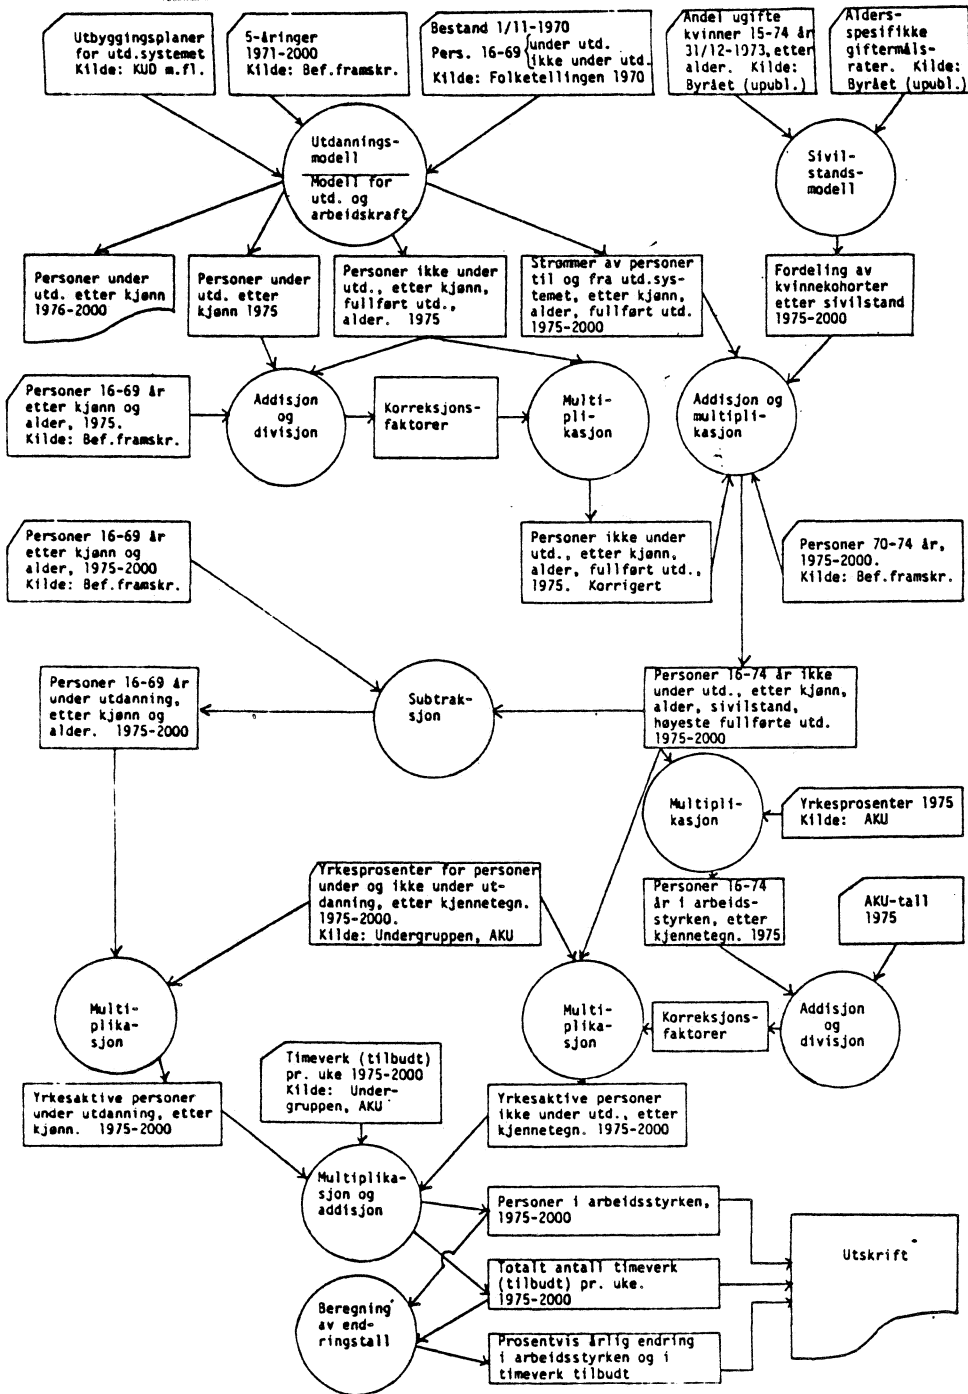 Utbyggingsplaner
for utd.systemet
Kilde: KUD m.fl.
5-åringer
1971-2000
Kilde: Bef.framskr.
Bestand 1/11-1970
Pers. 16-69 {under utd.
ikke under utd.
Kilde: Folketellingen 1970
Andel ugifte
kvinner 15-74 år
31/12-1973, etter
alder. Kilde:
Byrået (upubl.)
Alders-
spesifikke
giftermåls-
rater. Kilde:
Byrået (upubl.)
Utdannings-
modell
Modell for
utd. og
arbeidskraft
Sivil-
stands-
modell
Personer under
utd. etter kjønn
1976-2000
Personer under
utd. etter
kjønn 1975
Personer ikke under
utd., etter kjønn,
fullført utd.,
alder. 1975
Strømmer av personer
til og fra utd.sys-
temet, etter kjønn,
alder, fullført utd.
1975-2000
Fordeling av
kvinnekohorter
etter sivilstand
1975-2000
Personer 16-69 år
etter kjønn og
alder, 1975.
Kilde: Bef.framskr.
Addisjon
og
divisjon
Korreksjons-
faktorer
Multi-
pli-
kasjon
Addisjon og
multipli-
kasjon
Personer 16-69 år
etter kjønn og
alder, 1975-2000
Kilde: Bef.framskr.
Personer ikke under
utd., etter kjønn,
alder, fullført utd.,
1975. Korrigert
Personer 70-74 år,
1975-2000.
Kilde: Bef.framskr.
Personer 16-69 år
under utdanning,
etter kjønn og
alder. 1975-2000
Subtrak-
sjon
Personer 16-74 år ikke
under utd., etter kjønn,
alder, sivilstand,
høyeste fullførte utd.
1975-2000
Multipli-
kasjon
Yrkesprosenter 1975
Kilde: AKU
Yrkesprosenter for personer
under og ikke under ut-
danning, etter kjennetegn.
1975-2000.
Kilde: Undergruppen, AKU
Personer 16-74
år i arbeids-
styrken, etter
kjennetegn. 1975
AKU-tall
1975
Multi-
plika-
sjon
Multi-
plika-
sjon
Korreksjons-
faktorer
Addisjon
og
divisjon
Timeverk (tilbudt)
pr. uke 1975-2000
Kilde: Under-
gruppen, AKU
Yrkesaktive personer
under utdanning, etter
kjønn. 1975-2000
Yrkesaktive personer
ikke under utd., etter
kjennetegn. 1975-2000
Multiplika-
sjon og
addisjon
Personer i arbeidsstyrken,
1975-2000
Utskrift
Totalt antall timeverk
(tilbudt) pr. uke.
1975-2000
Beregning
av end-
ringstall
Prosentvis årlig endring
i arbeidsstyrken og i
timeverk tilbudt